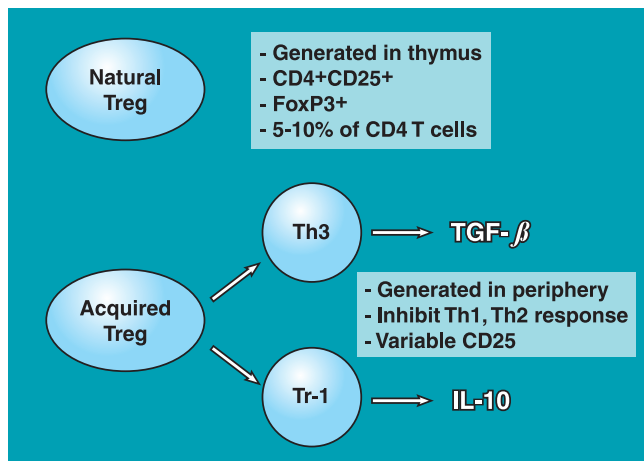 Natural
Treg
- Generated in thymus
- CD4+CD25+
- FoxP3+
- 5-10% of CD4 T cells
Th3
TGF-β
Acquired
Treg
- Generated in periphery
- Inhibit Th1, Th2 response
- Variable CD25
Tr-1
IL-10